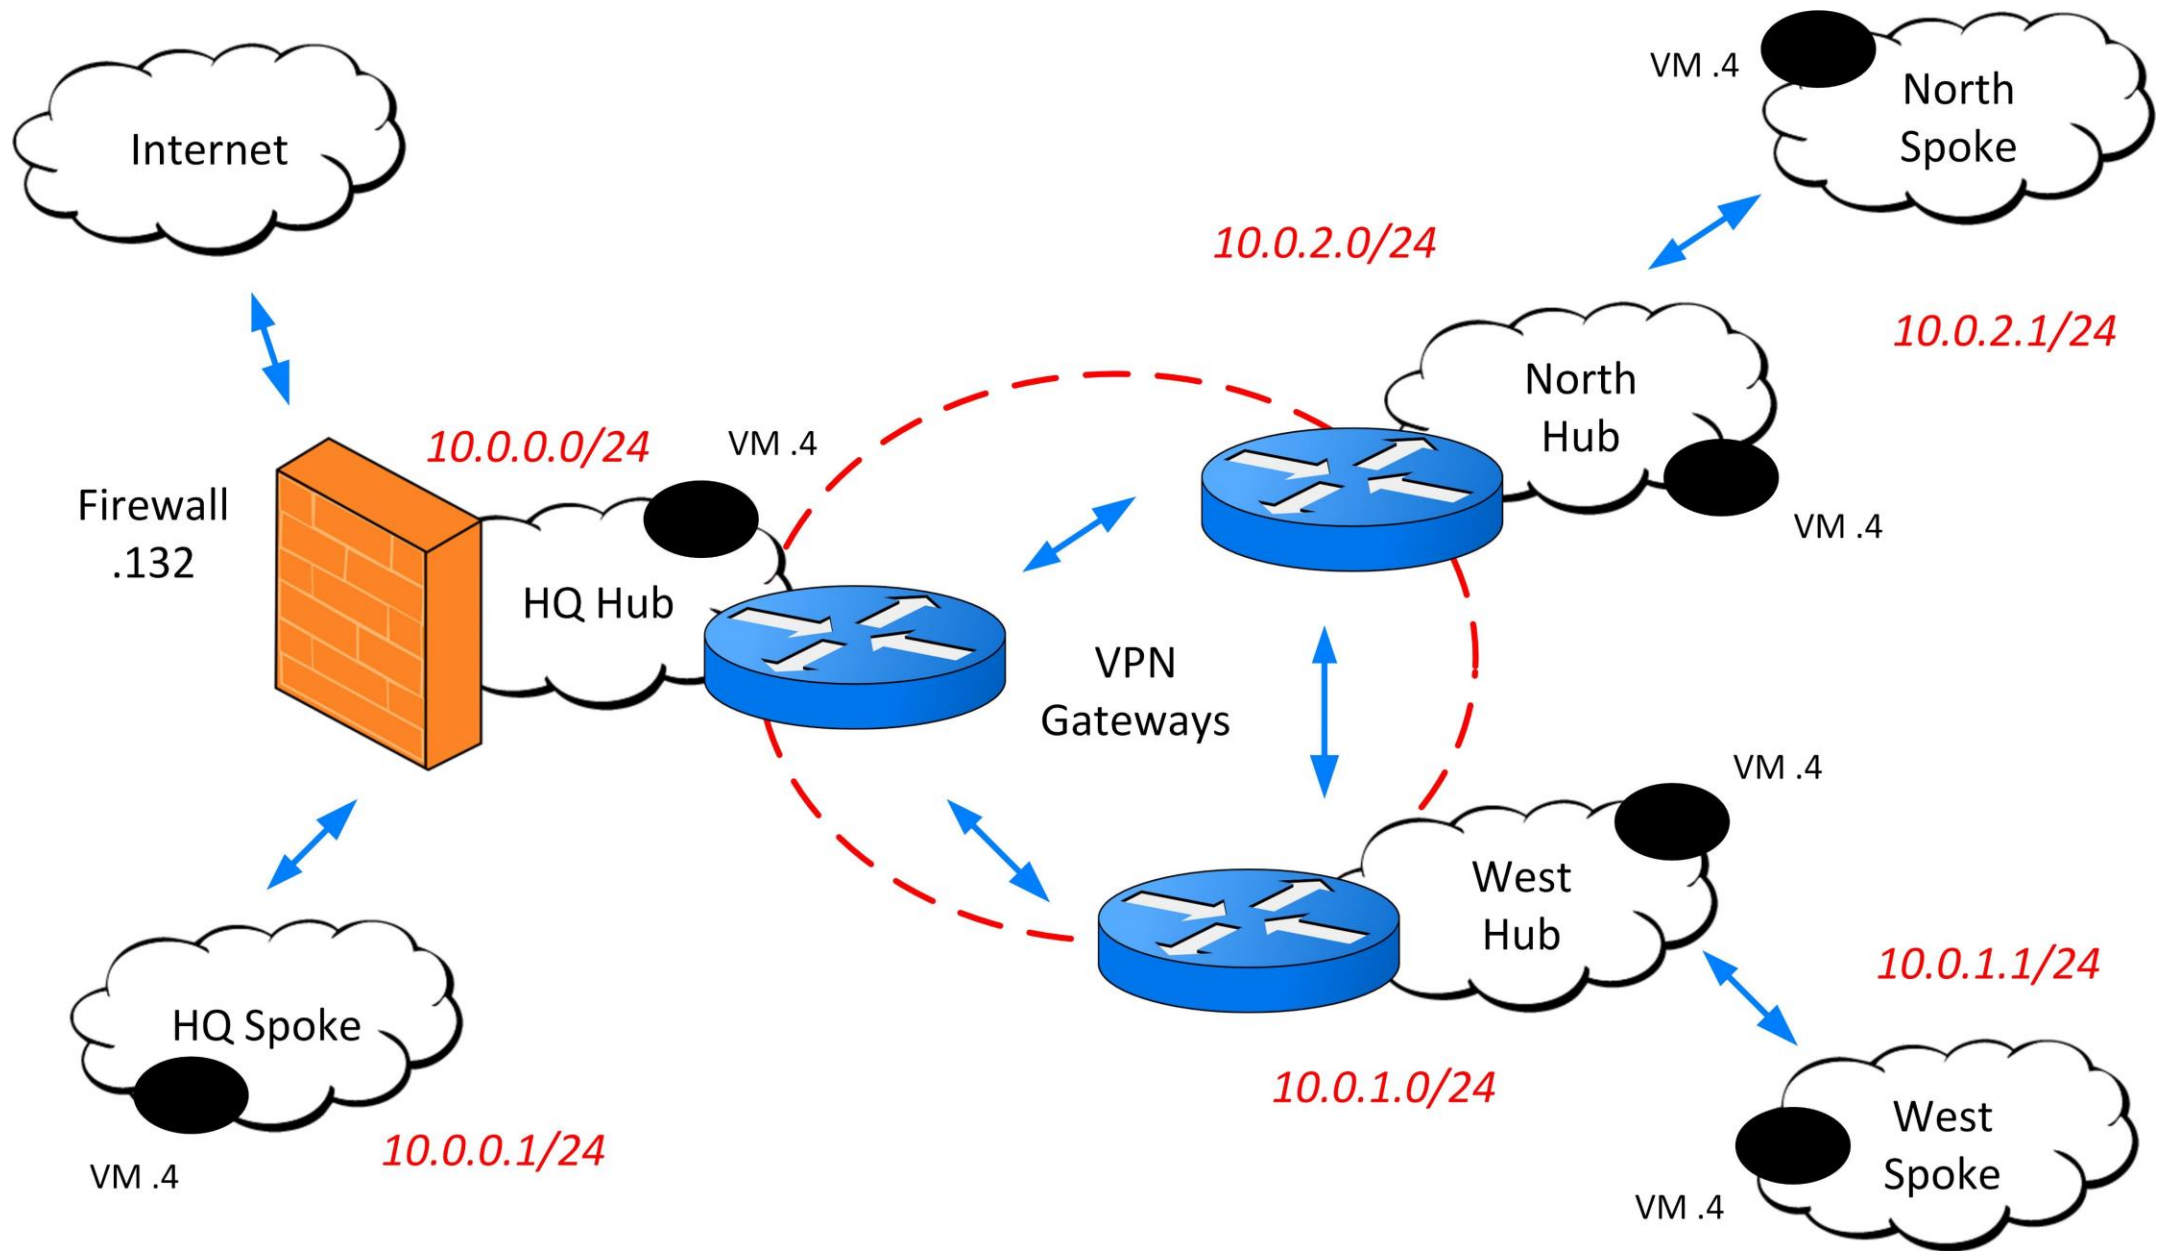 Internet
VM .4
North
Spoke
10.0.2.0/24
10.0.2.1/24
North
Hub
VM .4
10.0.0.0/24
VM .4
Firewall
.132
HQ Hub
VPN
Gateways
VM .4
West
Hub
10.0.1.1/24
HQ Spoke
10.0.1.0/24
10.0.0.1/24
VM .4
West
Spoke
VM .4